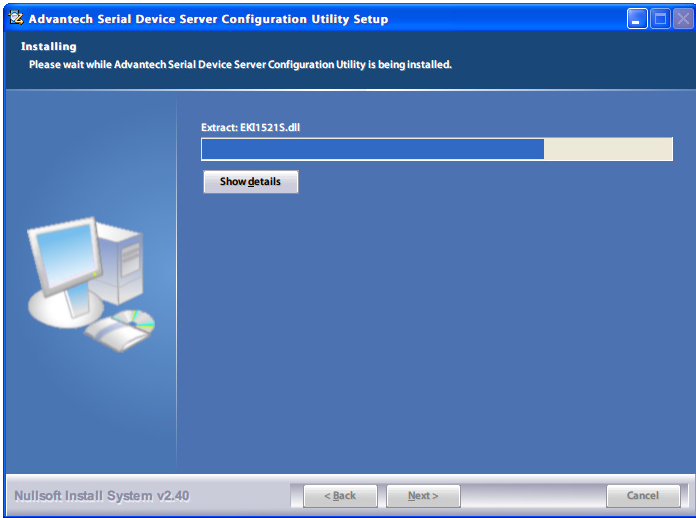 Advantech Serial Device Server Configuration Utility Setup
Installing
Please wait while Advantech Serial Device Server Configuration Utility is being installed.
Extract: EKI1521S.dll
Show details
Nullsoft Install System v2.40
< Back
Next >
Cancel